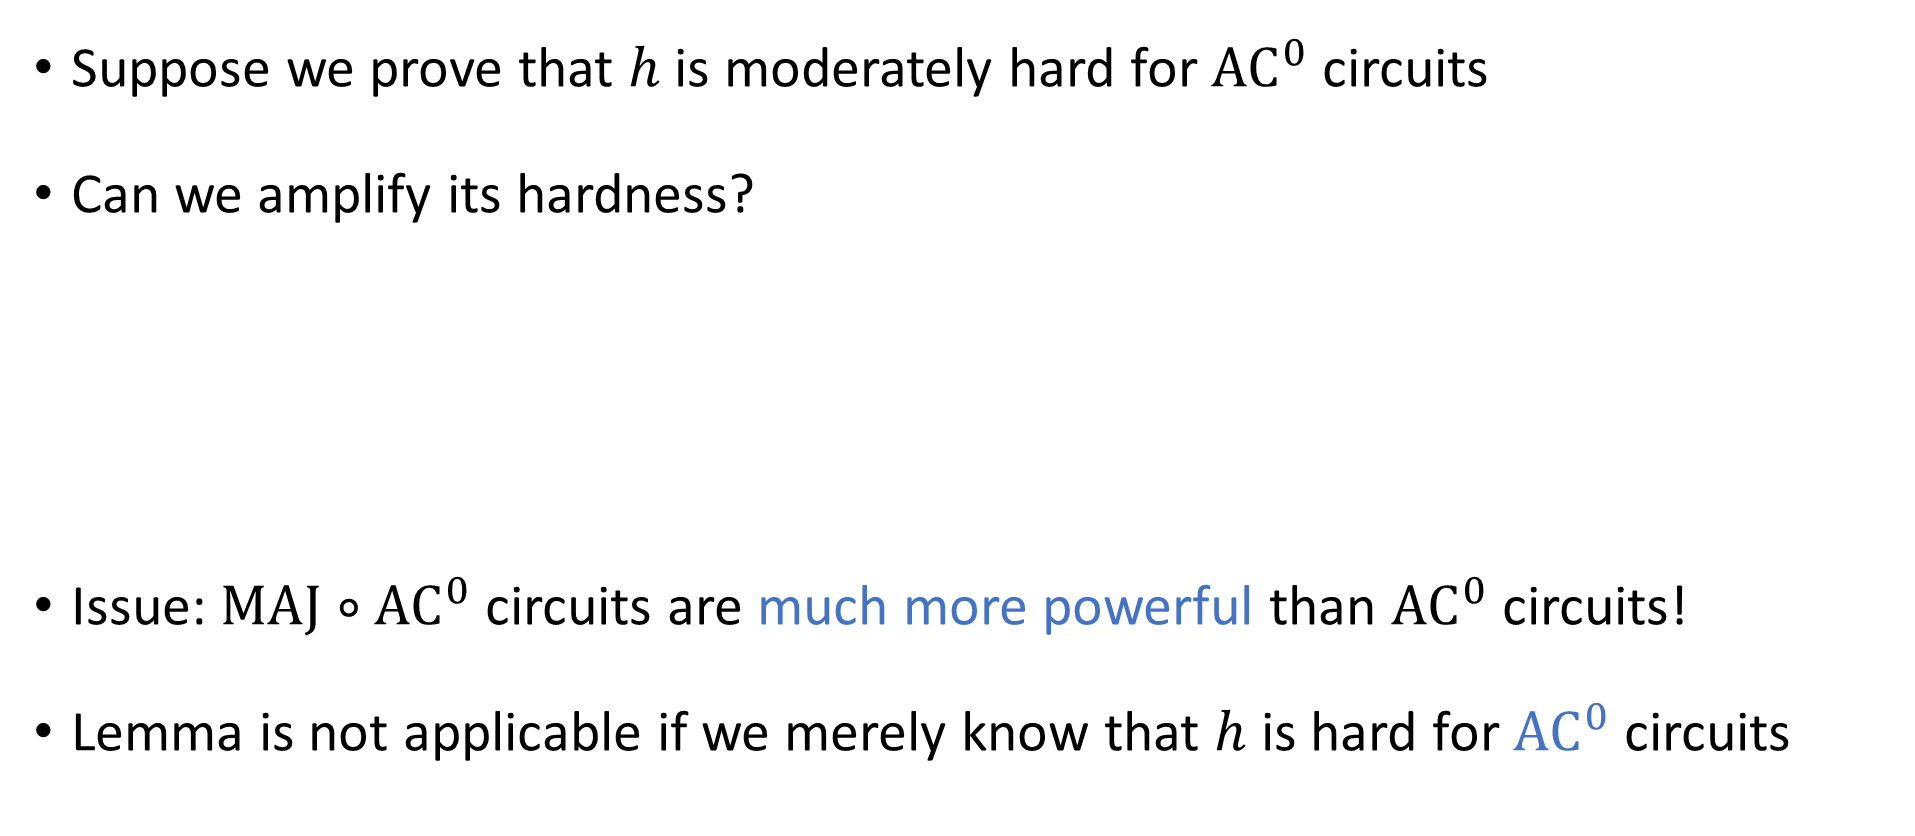 • Suppose we prove that ℎ is moderately hard for AC⁰ circuits
• Can we amplify its hardness?
• Issue: MAJ ∘ AC⁰ circuits are much more powerful than AC⁰ circuits!
• Lemma is not applicable if we merely know that ℎ is hard for AC⁰ circuits